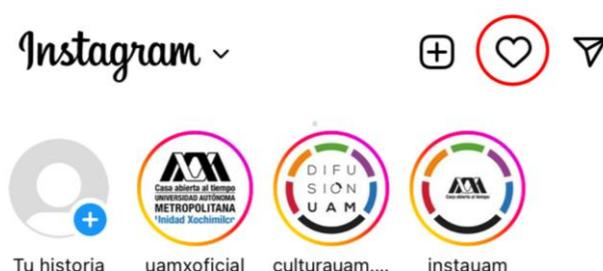 Instagram
Casa abierta al tiempo
UNIVERSIDAD AUTÓNOMA
METROPOLITANA
Unidad Xochimilco
DIFU
SION
UAM
Casa abierta al tiempo
Tu historia
uamxoficial
culturauam....
instauam